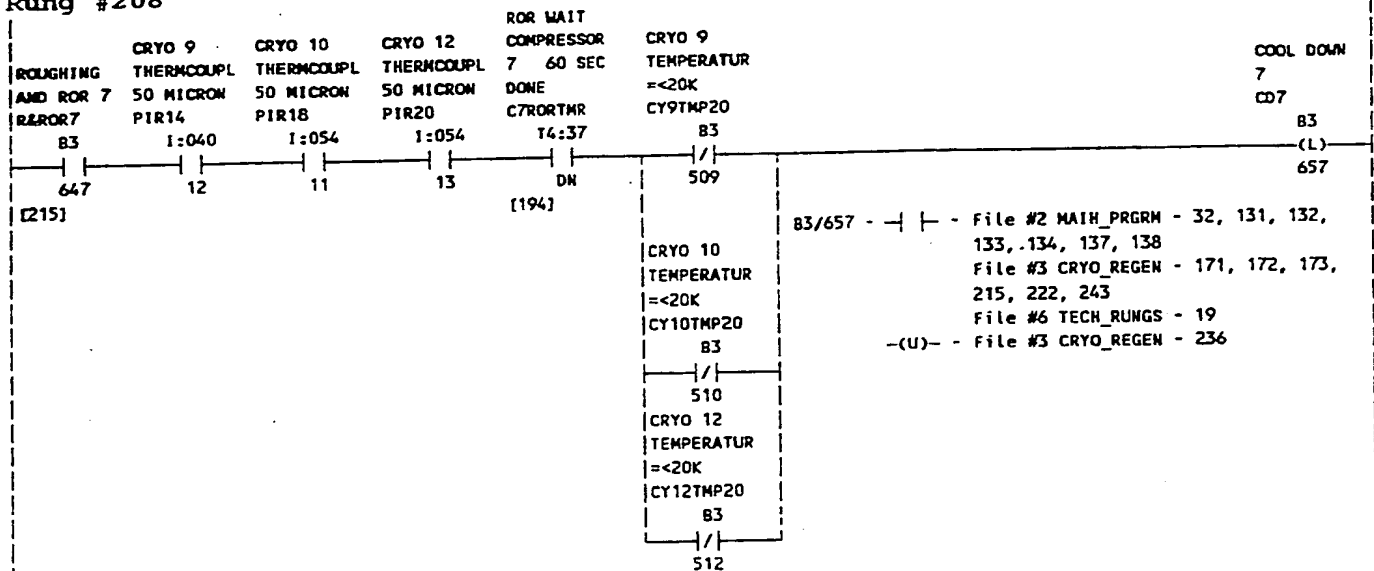 Rung #208
ROR WAIT
CRYO 9 CRYO 10 CRYO 12 COMPRESSOR CRYO 9
ROUGHING THERMCOUPL THERMCOUPL THERMCOUPL 7 60 SEC TEMPERATUR COOL DOWN
AND ROR 7 50 MICRON 50 MICRON 50 MICRON DONE =<20K 7
R&ROR7 PIR14 PIR18 PIR20 C7RORTMR CY9TMP20 CD7
B3 I:040 I:054 I:054 T4:37 B3 B3
(L)
647 12 11 13 DN 509 657
[215] [194]
B3/657 - ┤ ├ - File #2 MAIN_PRGRM - 32, 131, 132,
133, 134, 137, 138
File #3 CRYO_REGEN - 171, 172, 173,
215, 222, 243
File #6 TECH_RUNGS - 19
-(U)- - File #3 CRYO_REGEN - 236
CRYO 10
TEMPERATUR
=<20K
CY10TMP20
B3
510
CRYO 12
TEMPERATUR
=<20K
CY12TMP20
B3
512